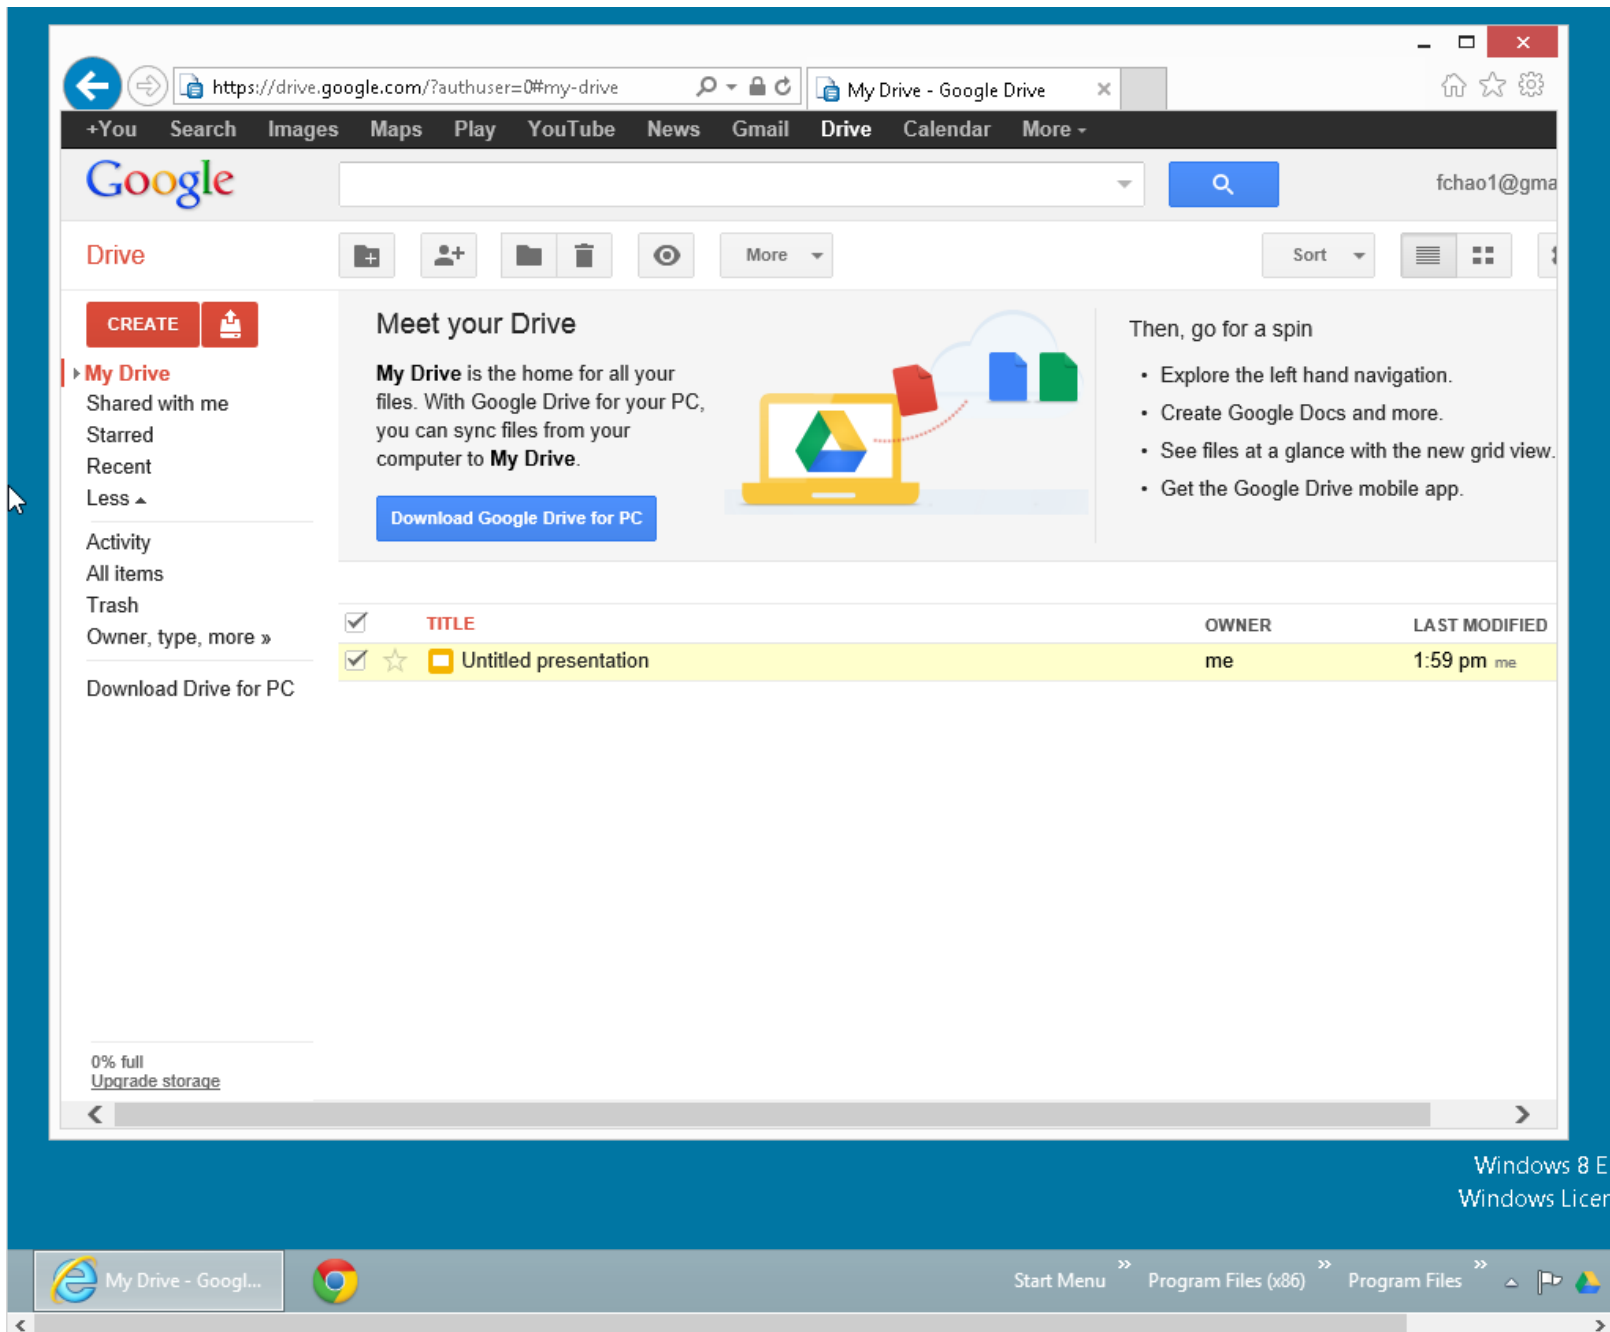 https://drive.google.com/?authuser=0#my-drive
My Drive - Google Drive
+You Search Images Maps Play YouTube News Gmail Drive Calendar More
Google
fchao1@gma
Drive
More
Sort
CREATE
My Drive
Shared with me
Starred
Recent
Less
Activity
All items
Trash
Owner, type, more »
Download Drive for PC
Meet your Drive
My Drive is the home for all your
files. With Google Drive for your PC,
you can sync files from your
computer to My Drive.
Download Google Drive for PC
Then, go for a spin
• Explore the left hand navigation.
• Create Google Docs and more.
• See files at a glance with the new grid view.
• Get the Google Drive mobile app.
TITLE OWNER LAST MODIFIED
Untitled presentation me 1:59 pm me
0% full
Upgrade storage
Windows 8 E
Windows Licen
My Drive - Googl...
Start Menu » Program Files (x86) » Program Files »